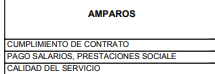 AMPAROS
CUMPLIMIENTO DE CONTRATO
PAGO SALARIOS, PRESTACIONES SOCIALE
CALIDAD DEL SERVICIO